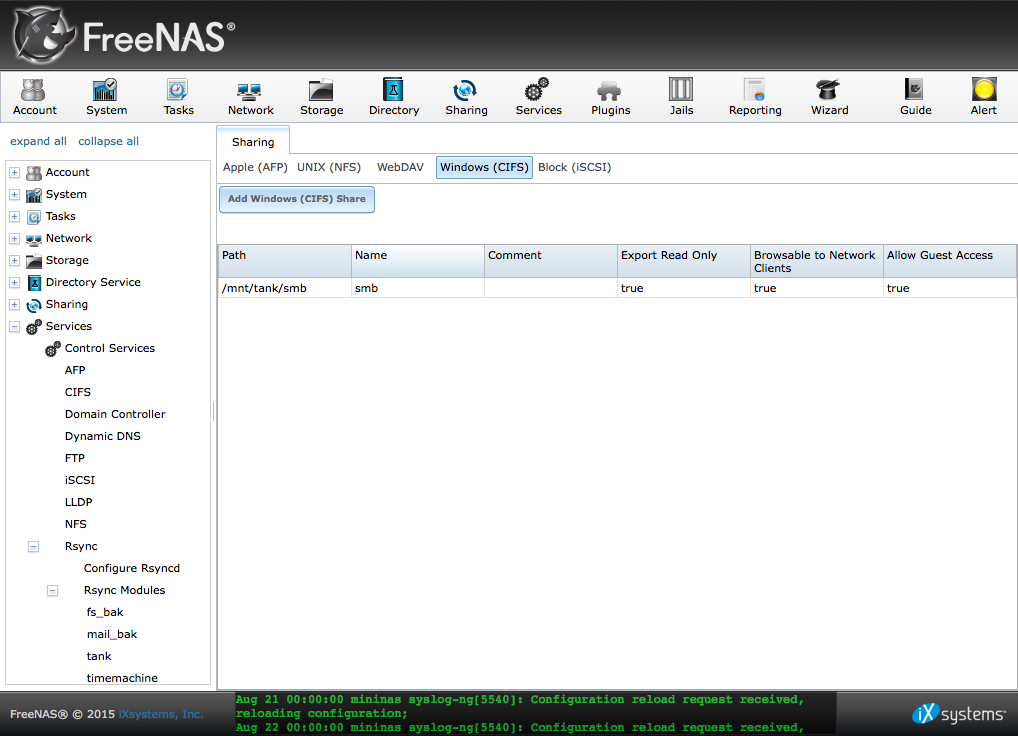 FreeNAS®
Account System Tasks Network Storage Directory Sharing Services Plugins Jails Reporting Wizard Guide Alert
expand all collapse all
Account
System
Tasks
Network
Storage
Directory Service
Sharing
Services
Control Services
AFP
CIFS
Domain Controller
Dynamic DNS
FTP
iSCSI
LLDP
NFS
Rsync
Configure Rsyncd
Rsync Modules
fs_bak
mail_bak
tank
timemachine
Sharing
Apple (AFP) UNIX (NFS) WebDAV Windows (CIFS) Block (iSCSI)
Add Windows (CIFS) Share
Path Name Comment Export Read Only Browsable to Network Allow Guest Access
Clients
/mnt/tank/smb smb true true true
FreeNAS® © 2015 iXsystems, Inc.
Aug 21 00:00:00 mininas syslog-ng[5540]: Configuration reload request received,
reloading configuration;
Aug 22 00:00:00 mininas syslog-ng[5540]: Configuration reload request received,
iXsystems